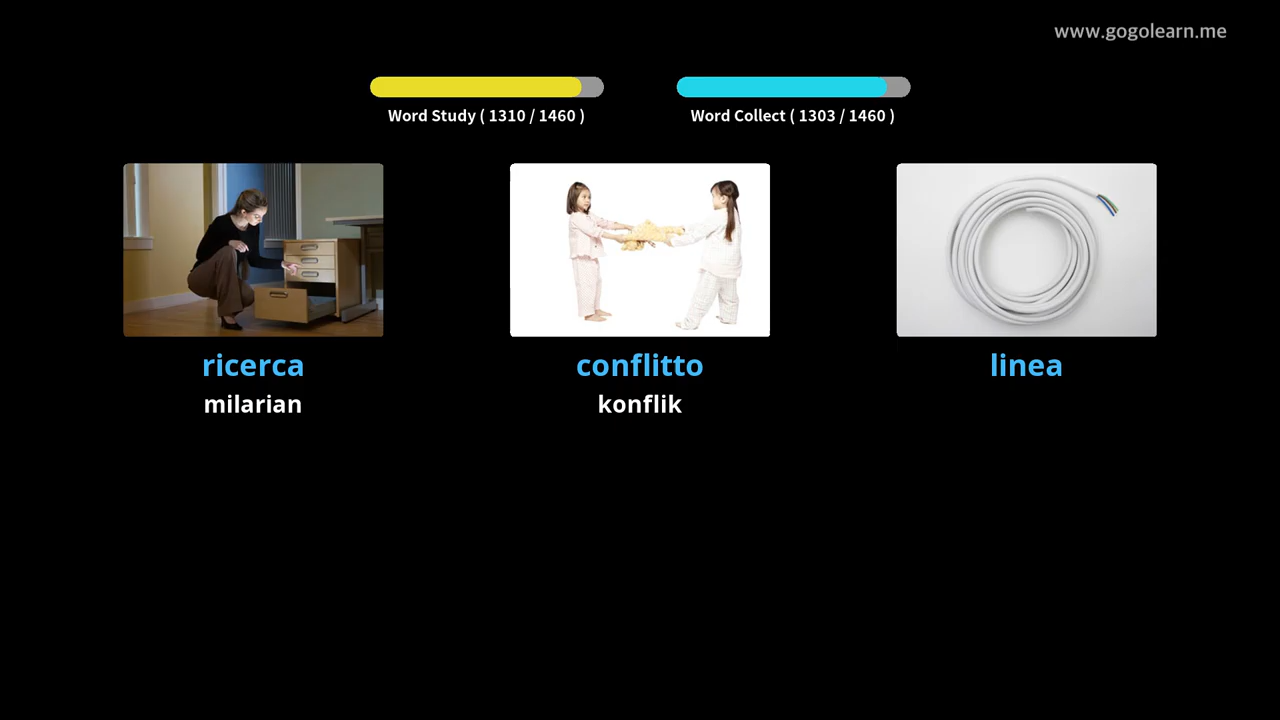 www.gogolearn.me
Word Study ( 1310 / 1460 )
Word Collect ( 1303 / 1460 )
ricerca
milarian
conflitto
konflik
linea